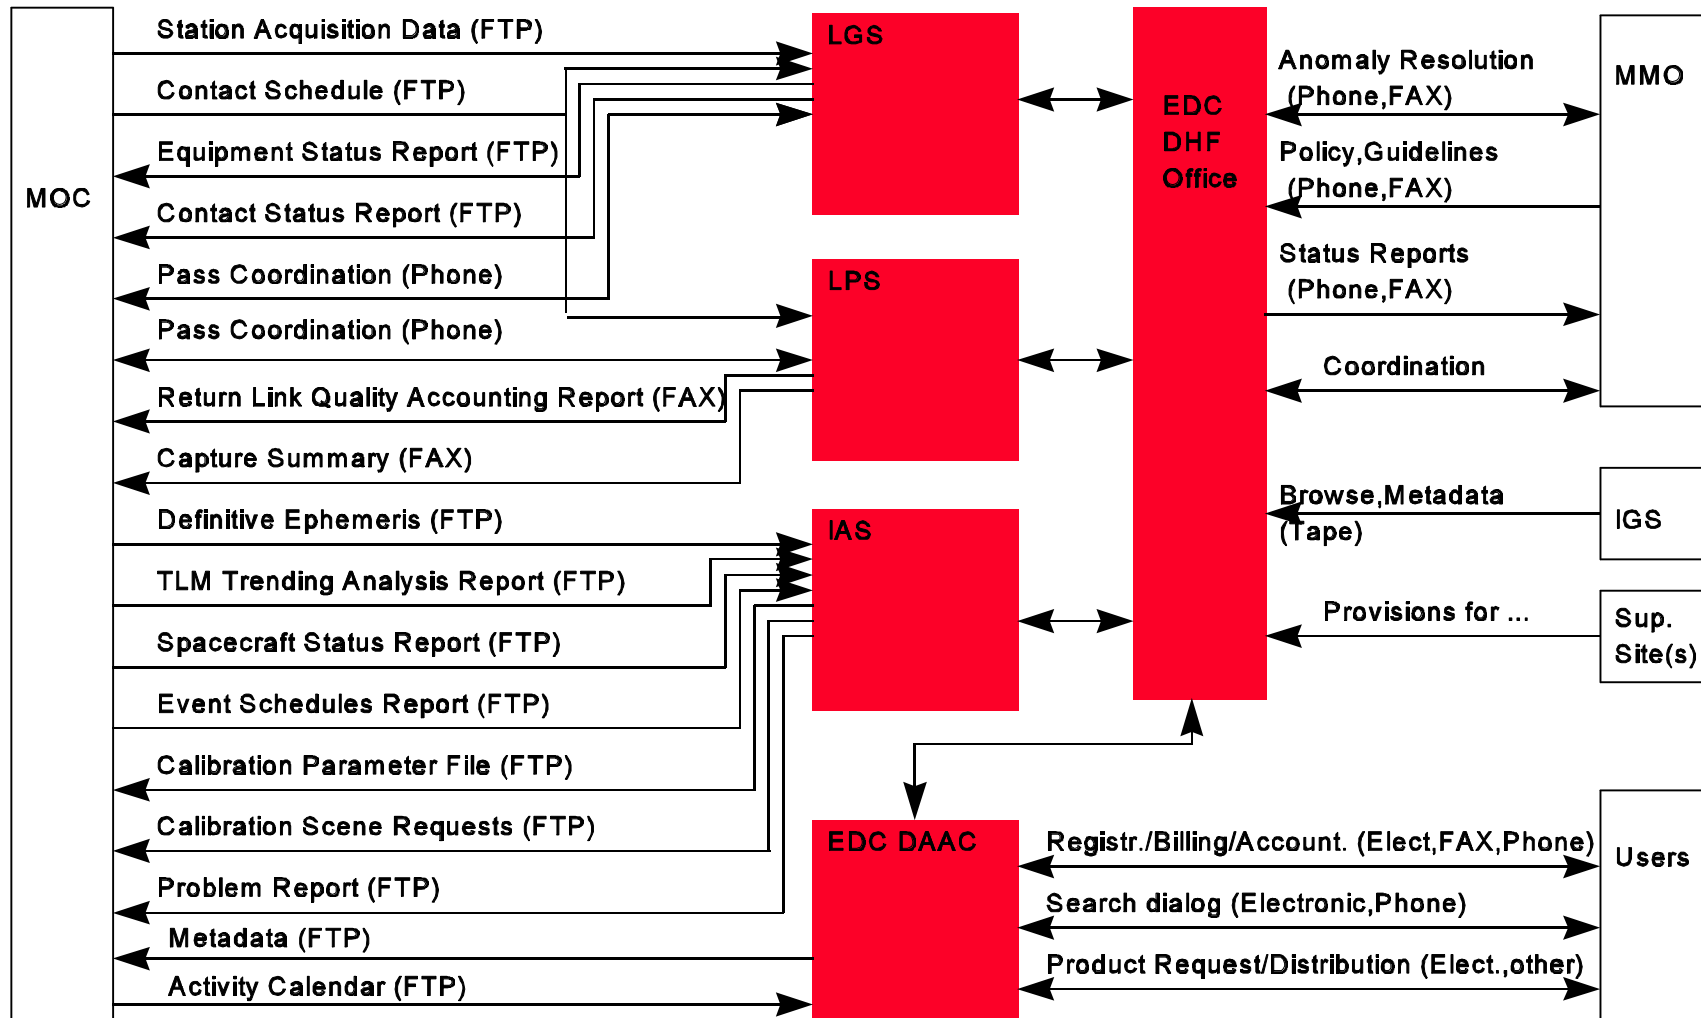 MOC
Station Acquisition Data (FTP)
Contact Schedule (FTP)
Equipment Status Report (FTP)
Contact Status Report (FTP)
Pass Coordination (Phone)
Pass Coordination (Phone)
Return Link Quality Accounting Report (FAX)
Capture Summary (FAX)
Definitive Ephemeris (FTP)
TLM Trending Analysis Report (FTP)
Spacecraft Status Report (FTP)
Event Schedules Report (FTP)
Calibration Parameter File (FTP)
Calibration Scene Requests (FTP)
Problem Report (FTP)
Metadata (FTP)
Activity Calendar (FTP)
LGS
LPS
IAS
EDC DAAC
EDC
DHF
Office
Anomaly Resolution
(Phone,FAX)
Policy,Guidelines
(Phone,FAX)
Status Reports
(Phone,FAX)
Coordination
Browse,Metadata
(Tape)
Provisions for ...
Registr./Billing/Account. (Elect,FAX,Phone)
Search dialog (Electronic,Phone)
Product Request/Distribution (Elect.,other)
MMO
IGS
Sup.
Site(s)
Users